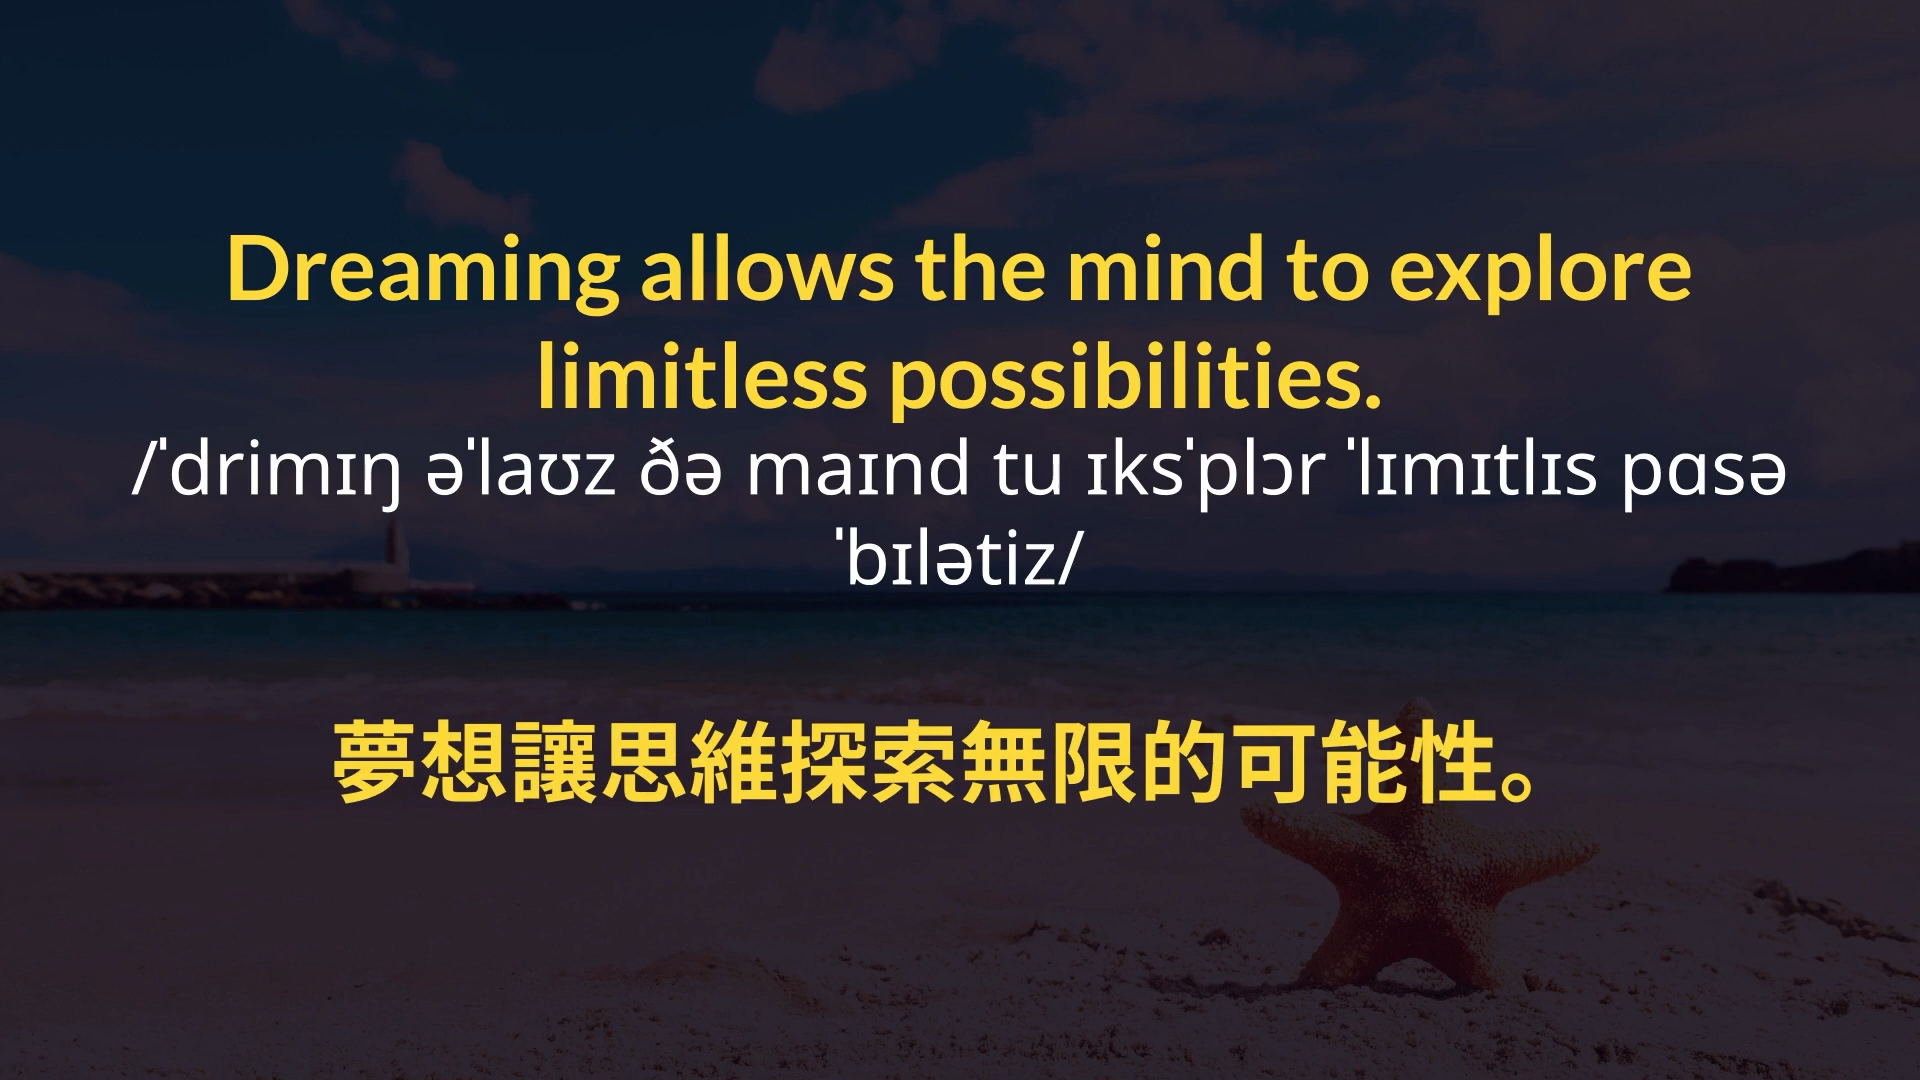 Dreaming allows the mind to explore
limitless possibilities.
/ˈdrimɪŋ əˈlaʊz ðə maɪnd tu ɪksˈplɔr ˈlɪmɪtlɪs pɑsə
ˈbɪlətiz/
夢想讓思維探索無限的可能性。